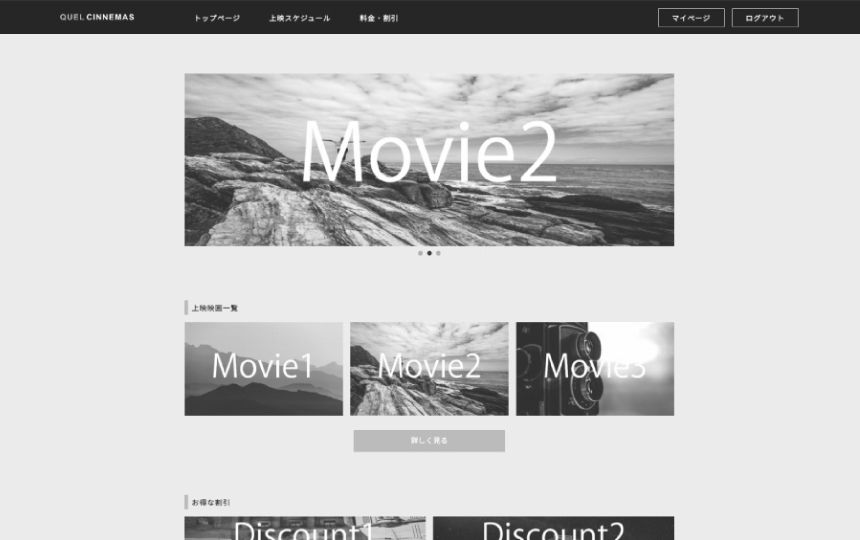 QUEL CINNEMAS
トップページ
上映スケジュール
料金・割引
マイページ
ログアウト
Movie2
上映映画一覧
Movie1
Movie2
Movie3
詳しく見る
お得な割引
Discount1
Discount2